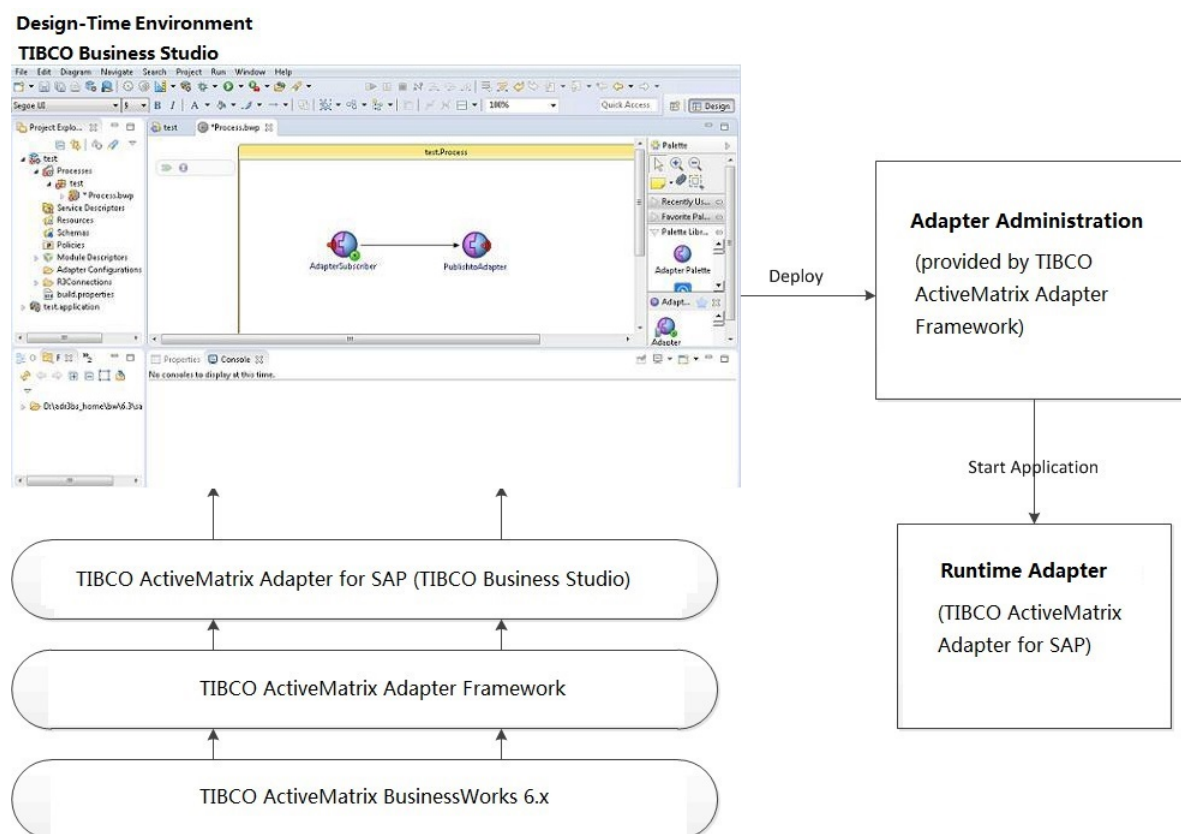 Design-Time Environment
TIBCO Business Studio
File Edit Diagram Navigate Search Project Run Window Help
Segoe UI 9 B I A 100% Quick Access Design
Project Explo...
test
Processes
test
* Process.bwp
Service Descriptors
Resources
Schemas
Policies
Module Descriptors
Adapter Configurations
R3Connections
build.properties
test.application
test *Process.bwp
test.Process
AdapterSubscriber
PublishtoAdapter
Palette
Recently Us...
Favorite Pal...
Palette Libr...
Adapter Palette
Adapt...
Adapter
Properties Console
No consoles to display at this time.
Deploy
Adapter Administration
(provided by TIBCO
ActiveMatrix Adapter
Framework)
Start Application
Runtime Adapter
(TIBCO ActiveMatrix
Adapter for SAP)
TIBCO ActiveMatrix Adapter for SAP (TIBCO Business Studio)
TIBCO ActiveMatrix Adapter Framework
TIBCO ActiveMatrix BusinessWorks 6.x